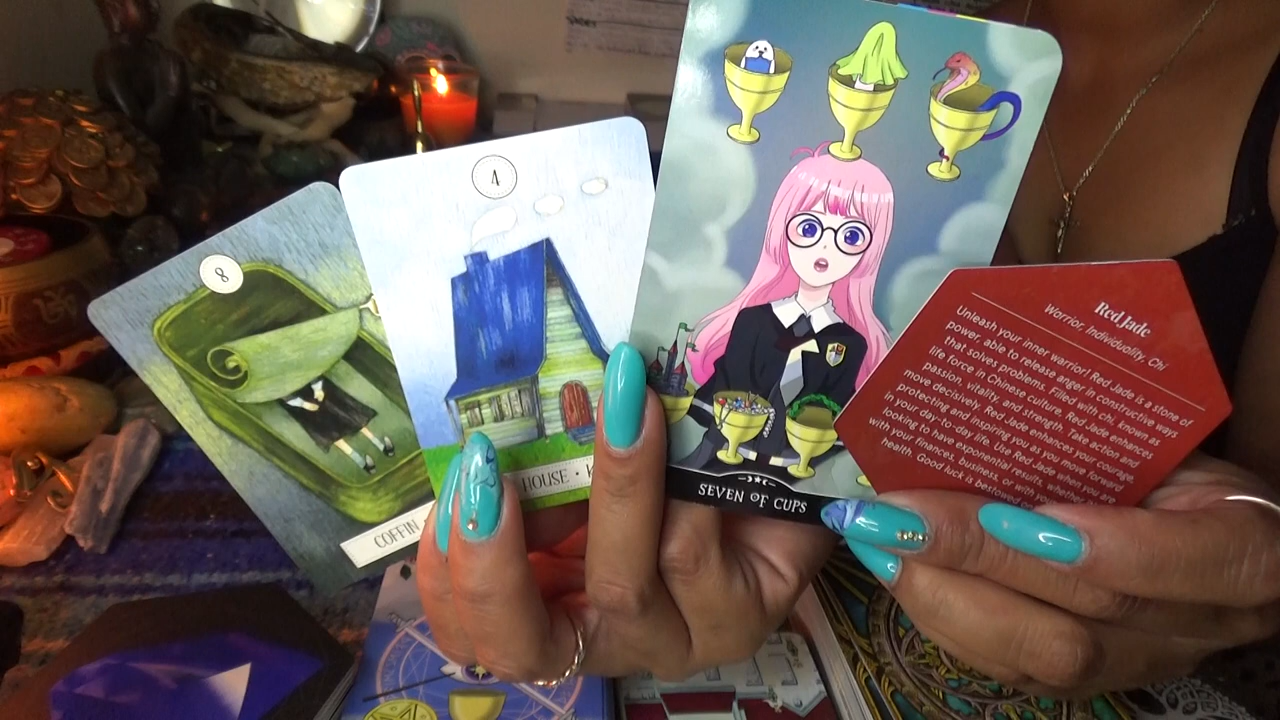 8
COFFIN
4
HOUSE
SEVEN OF CUPS
Red Jade
Warrior, Individuality, Chi
Unleash your inner warrior! Red Jade is a stone of
power, able to release anger in constructive ways
that solves problems. Filled with chi, known as
life force in Chinese culture, Red Jade enhances
passion, vitality, and strength. Take action and
move decisively. Red Jade enhances your courage,
protecting and inspiring you as you move forward
in your day-to-day life. Use Red Jade when you are
looking to have exponential results, whether
with your finances, business, or with your
health. Good luck is bestowed